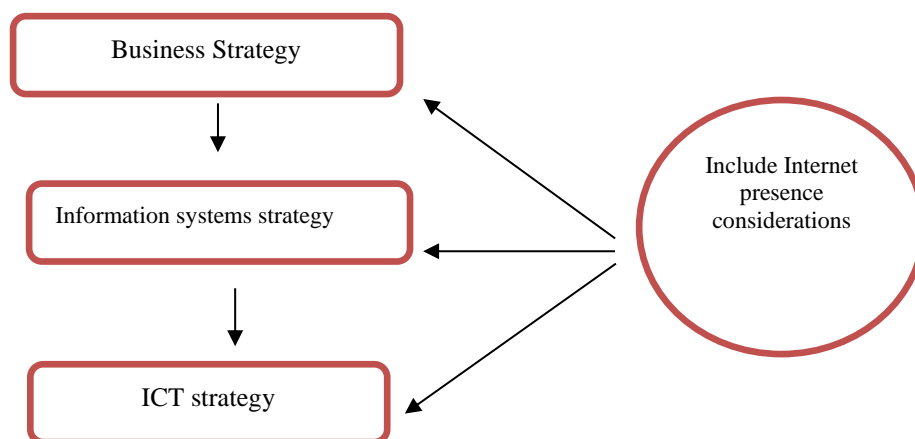 Business Strategy
Include Internet
presence
considerations
Information systems strategy
ICT strategy